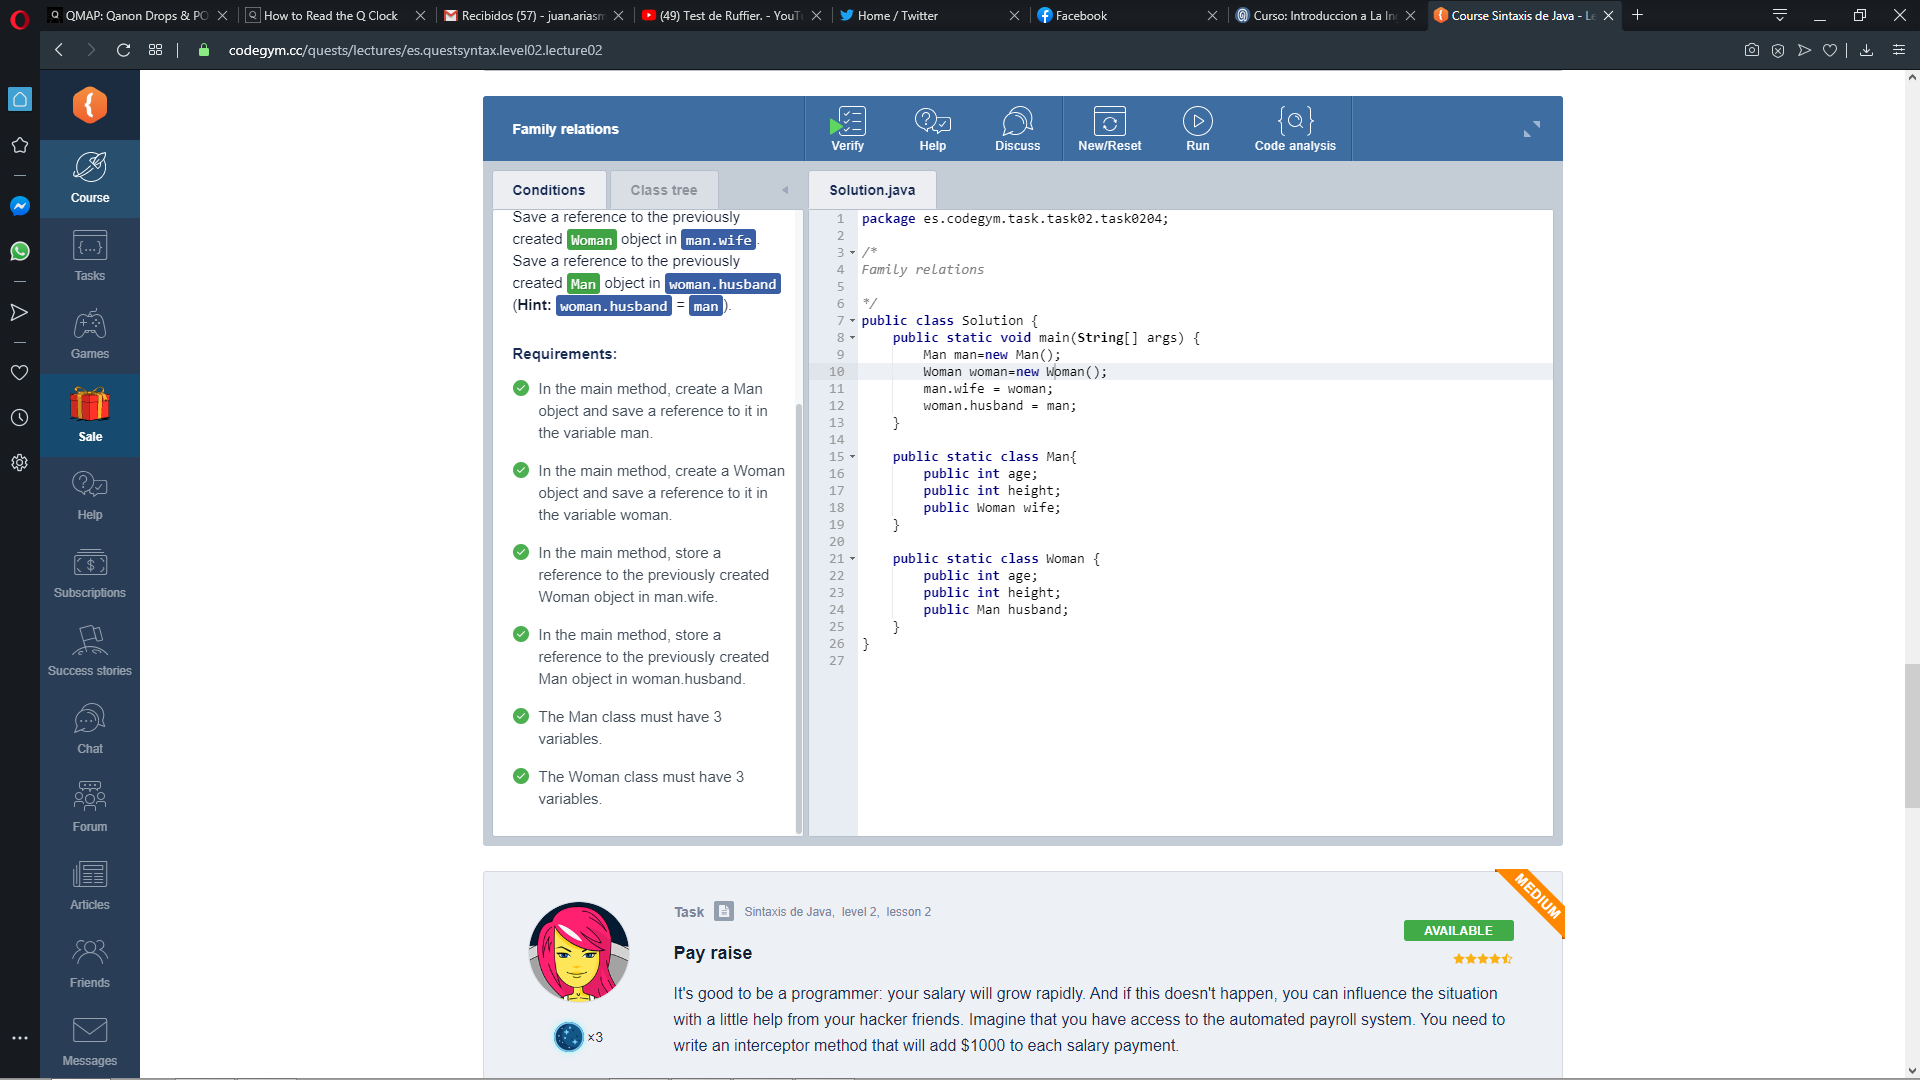 QMAP: Qanon Drops & PO
How to Read the Q Clock
Recibidos (57) - juan.ariasm
(49) Test de Ruffier. - YouTu
Home / Twitter
Facebook
Curso: Introduccion a La In
Course Sintaxis de Java - Le
codegym.cc/quests/lectures/es.questsyntax.level02.lecture02
Course
Tasks
Games
Sale
Help
Subscriptions
Success stories
Chat
Forum
Articles
Friends
Messages
Family relations
Verify
Help
Discuss
New/Reset
Run
Code analysis
Conditions
Class tree
Solution.java
Save a reference to the previously
created Woman object in man.wife.
Save a reference to the previously
created Man object in woman.husband
(Hint: woman.husband = man).
Requirements:
In the main method, create a Man
object and save a reference to it in
the variable man.
In the main method, create a Woman
object and save a reference to it in
the variable woman.
In the main method, store a
reference to the previously created
Woman object in man.wife.
In the main method, store a
reference to the previously created
Man object in woman.husband.
The Man class must have 3
variables.
The Woman class must have 3
variables.
1 package es.codegym.task.task02.task0204;
2
3 /*
4 Family relations
5
6 */
7 public class Solution {
8 public static void main(String[] args) {
9 Man man=new Man();
10 Woman woman=new Woman();
11 man.wife = woman;
12 woman.husband = man;
13 }
14
15 public static class Man{
16 public int age;
17 public int height;
18 public Woman wife;
19 }
20
21 public static class Woman {
22 public int age;
23 public int height;
24 public Man husband;
25 }
26 }
27
MEDIUM
Task Sintaxis de Java, level 2, lesson 2
AVAILABLE
Pay raise
It's good to be a programmer: your salary will grow rapidly. And if this doesn't happen, you can influence the situation
with a little help from your hacker friends. Imagine that you have access to the automated payroll system. You need to
write an interceptor method that will add $1000 to each salary payment.
x3